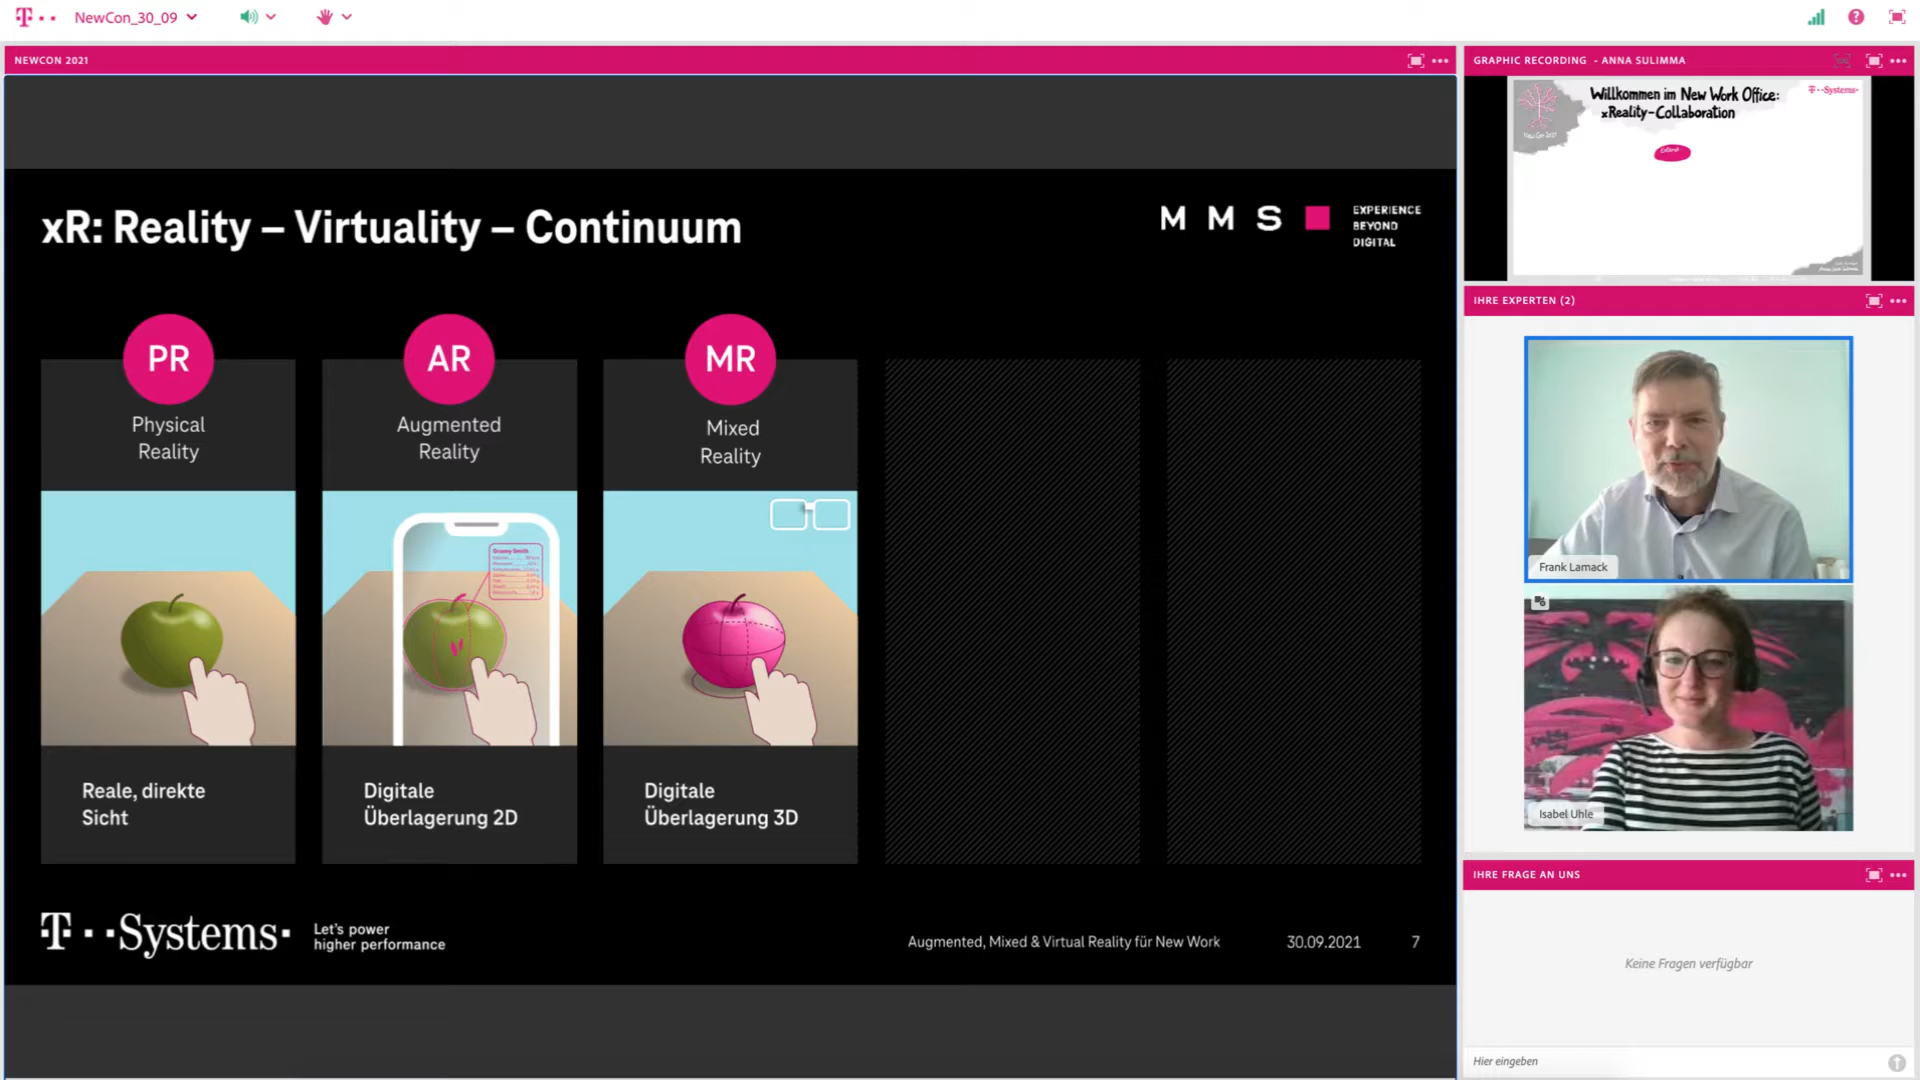 NewCon_30_09
NEWCON 2021
xR: Reality – Virtuality – Continuum
M M S
EXPERIENCE
BEYOND
DIGITAL
PR
Physical
Reality
Reale, direkte
Sicht
AR
Augmented
Reality
Granny Smith
Digitale
Überlagerung 2D
MR
Mixed
Reality
Digitale
Überlagerung 3D
T··Systems·
Let's power
higher performance
Augmented, Mixed & Virtual Reality für New Work
30.09.2021
7
GRAPHIC RECORDING - ANNA SULIMMA
Willkommen im New Work Office:
xReality-Collaboration
T··Systems·
IHRE EXPERTEN (2)
Frank Lamack
Isabel Uhle
IHRE FRAGE AN UNS
Keine Fragen verfügbar
Hier eingeben